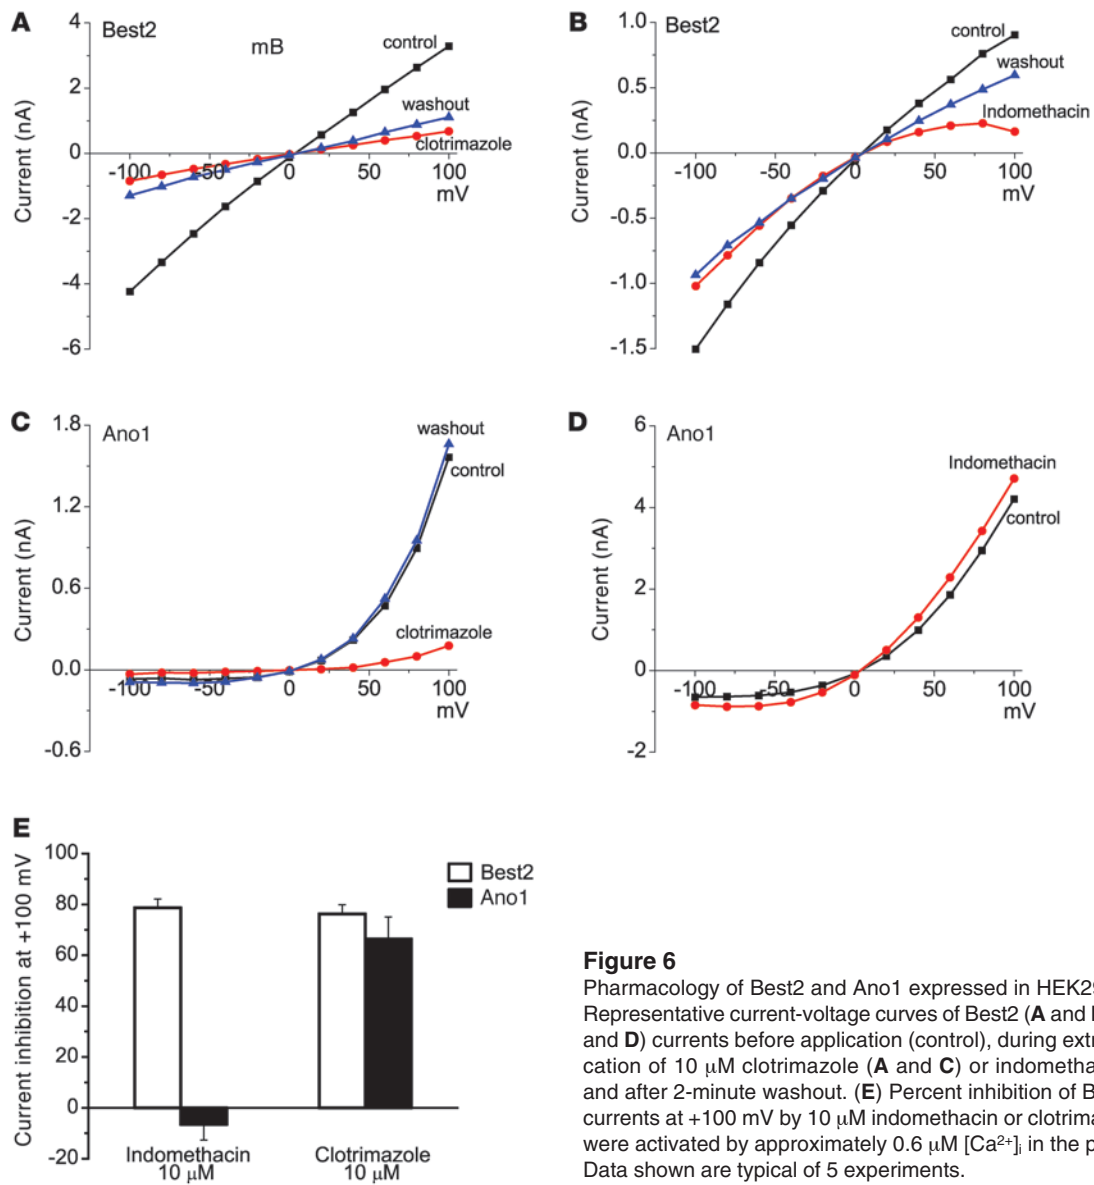 A
Best2
mB
control
washout
clotrimazole
Current (nA)
4
2
0
-2
-4
-6
-100
-50
0
50
100
mV
B
Best2
control
washout
Indomethacin
Current (nA)
1.0
0.5
0.0
-0.5
-1.0
-1.5
-100
-50
0
50
100
mV
C
Ano1
washout
control
clotrimazole
Current (nA)
1.8
1.2
0.6
0.0
-0.6
-100
-50
0
50
100
mV
D
Ano1
Indomethacin
control
Current (nA)
6
4
2
0
-2
-100
-50
0
50
100
mV
E
Current inhibition at +100 mV
100
80
60
40
20
0
-20
Best2
Ano1
Indomethacin
10 μM
Clotrimazole
10 μM
Figure 6
Pharmacology of Best2 and Ano1 expressed in HEK29
Representative current-voltage curves of Best2 (A and
and D) currents before application (control), during extr
cation of 10 μM clotrimazole (A and C) or indometha
and after 2-minute washout. (E) Percent inhibition of B
currents at +100 mV by 10 μM indomethacin or clotrima
were activated by approximately 0.6 μM [Ca²⁺]ᵢ in the p
Data shown are typical of 5 experiments.